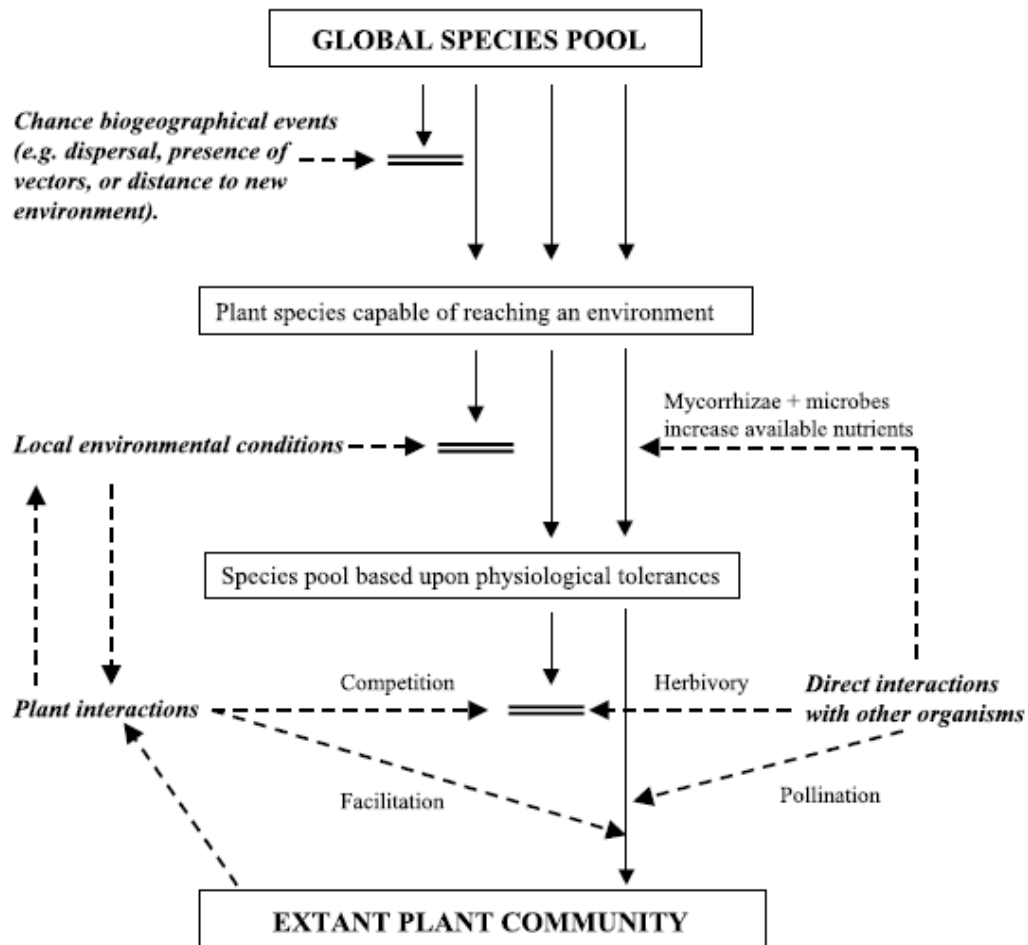 GLOBAL SPECIES POOL
Chance biogeographical events
(e.g. dispersal, presence of
vectors, or distance to new
environment).
Plant species capable of reaching an environment
Mycorrhizae + microbes
increase available nutrients
Local environmental conditions
Species pool based upon physiological tolerances
Competition
Herbivory
Plant interactions
Direct interactions
with other organisms
Facilitation
Pollination
EXTANT PLANT COMMUNITY